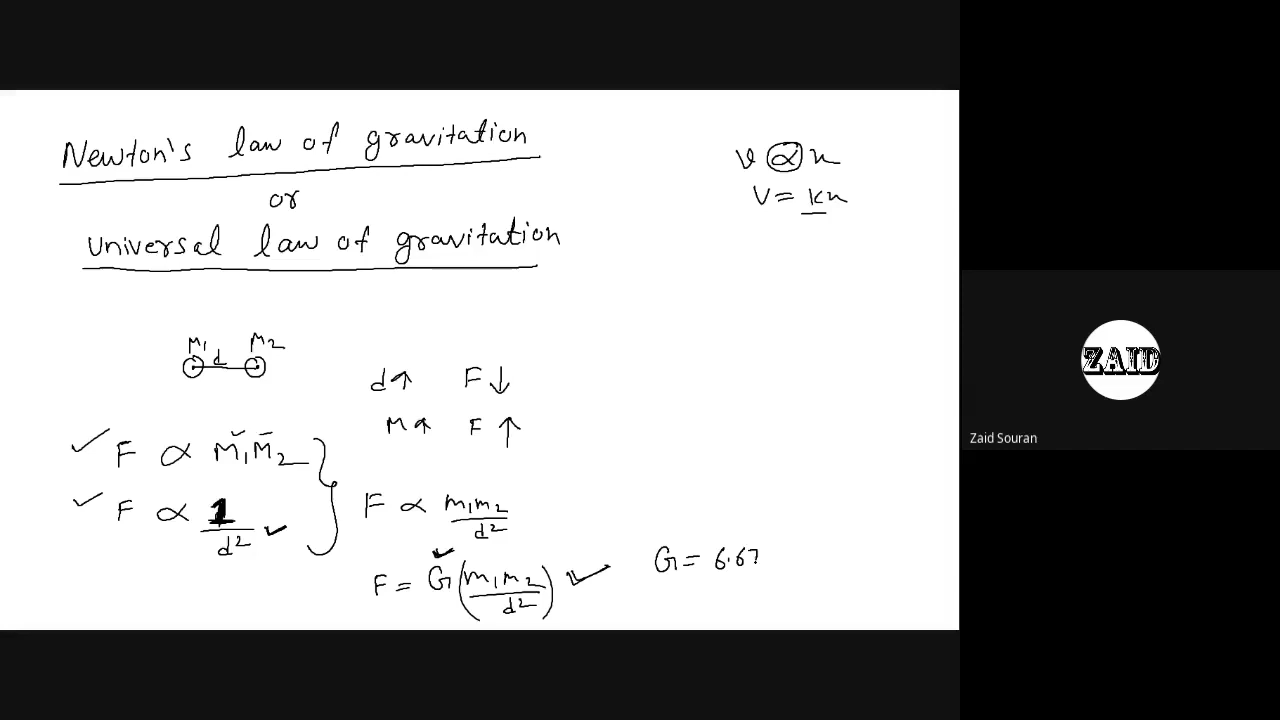 Newton's law of gravitation
or
universal law of gravitation
v ∝ n
V = kn
M1 d M2
d↑ F↓
M↑ F↑
✓ F ∝ M1M2
✓ F ∝ 1/d² ✓
F ∝ m1m2/d²
F = G(m1m2/d²) ✓
G = 6.67
ZAID
Zaid Souran